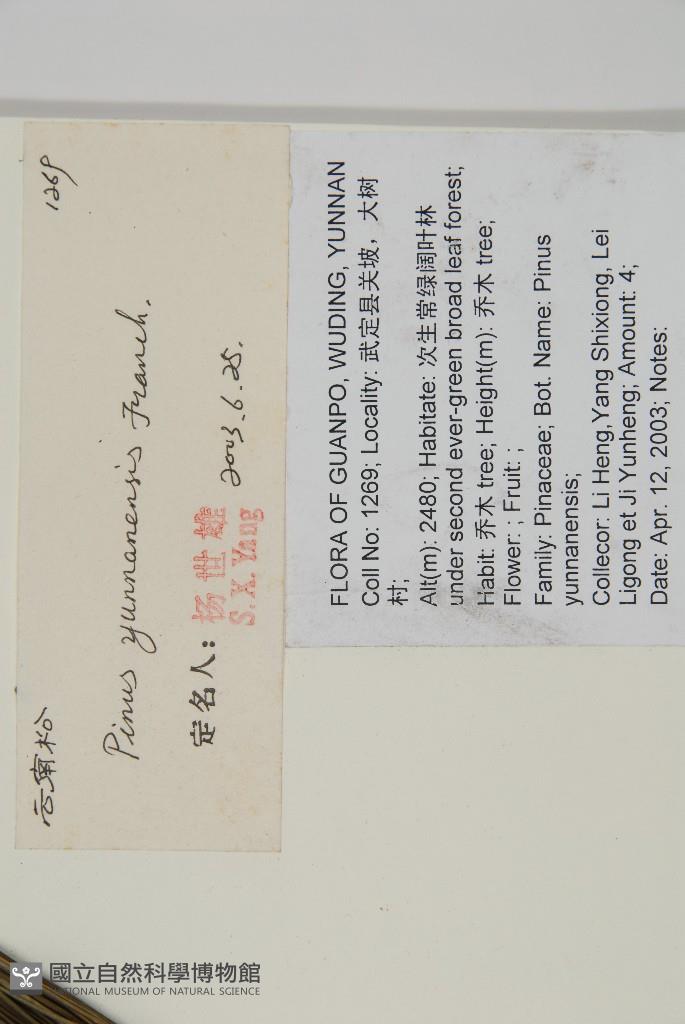 云南松 1269
Pinus yunnanensis Franch.
定名人: 杨世雄 2003.6.25.
S. X. Yang
FLORA OF GUANPO, WUDING, YUNNAN
Coll No: 1269; Locality: 武定县关坡，大树
村;
Alt(m): 2480; Habitate: 次生常绿阔叶林
under second ever-green broad leaf forest;
Habit: 乔木 tree; Height(m): 乔木 tree;
Flower: ; Fruit: ;
Family: Pinaceae; Bot. Name: Pinus
yunnanensis;
Collecor: Li Heng,Yang Shixiong, Lei
Ligong et Ji Yunheng; Amount: 4;
Date: Apr. 12, 2003; Notes:
國立自然科學博物館
NATIONAL MUSEUM OF NATURAL SCIENCE